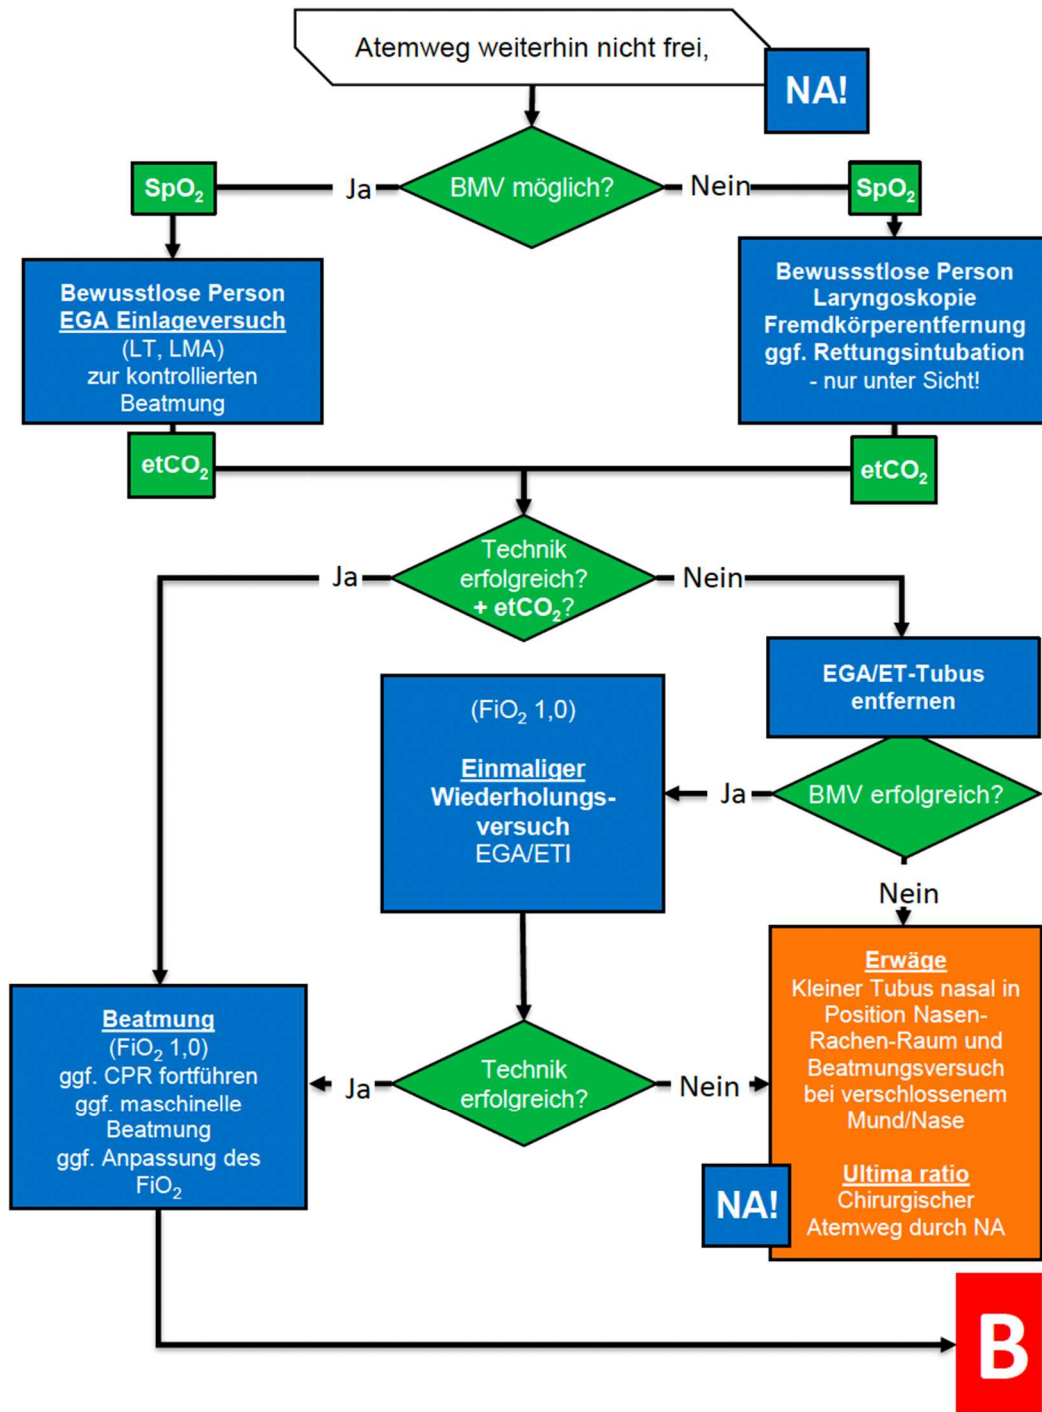 Atemweg weiterhin nicht frei,
NA!
BMV möglich?
Ja
Nein
SpO₂
SpO₂
Bewusstlose Person
EGA Einlageversuch
(LT, LMA)
zur kontrollierten
Beatmung
Bewussstlose Person
Laryngoskopie
Fremdkörperentfernung
ggf. Rettungsintubation
- nur unter Sicht!
etCO₂
etCO₂
Technik
erfolgreich?
+ etCO₂?
Ja
Nein
EGA/ET-Tubus
entfernen
BMV erfolgreich?
Ja
Nein
(FiO₂ 1,0)
Einmaliger
Wiederholungs-
versuch
EGA/ETI
Technik
erfolgreich?
Ja
Nein
Beatmung
(FiO₂ 1,0)
ggf. CPR fortführen
ggf. maschinelle
Beatmung
ggf. Anpassung des
FiO₂
Erwäge
Kleiner Tubus nasal in
Position Nasen-
Rachen-Raum und
Beatmungsversuch
bei verschlossenem
Mund/Nase
Ultima ratio
Chirurgischer
Atemweg durch NA
NA!
B